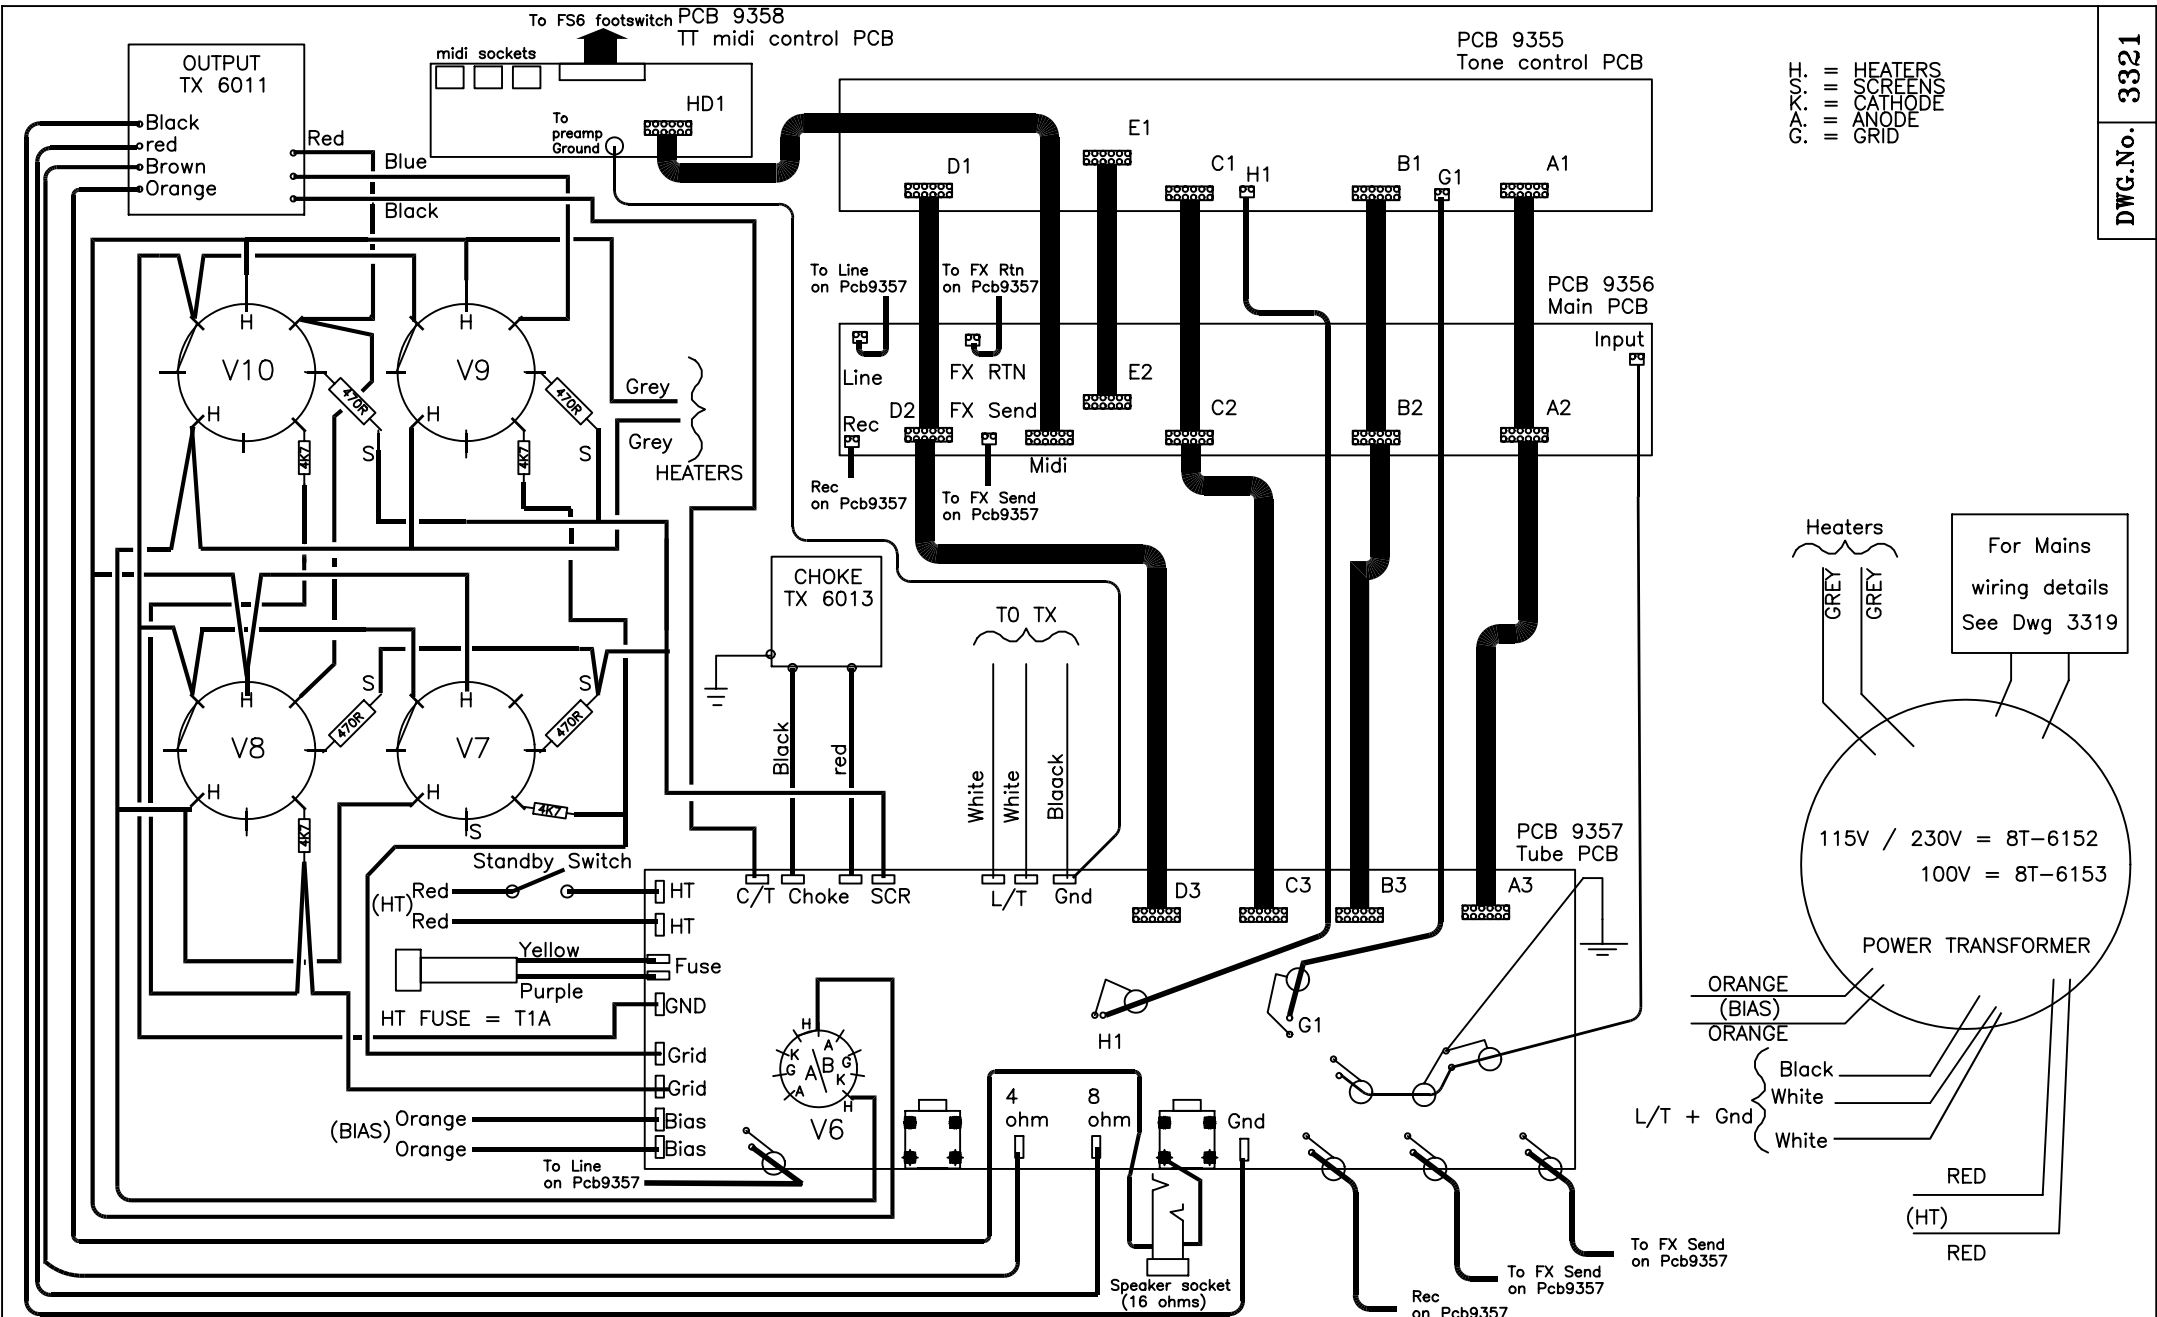 To FS6 footswitch
PCB 9358
TT midi control PCB
midi sockets
HD1
To
preamp
Ground
OUTPUT
TX 6011
Black
red
Brown
Orange
Red
Blue
Black
PCB 9355
Tone control PCB
D1
E1
C1
H1
B1
G1
A1
H. = HEATERS
S. = SCREENS
K. = CATHODE
A. = ANODE
G. = GRID
DWG.No. 3321
To Line
on Pcb9357
To FX Rtn
on Pcb9357
PCB 9356
Main PCB
Input
Line
FX RTN
E2
Rec
D2
FX Send
C2
B2
A2
Midi
Rec
on Pcb9357
To FX Send
on Pcb9357
H
V10
H
470R
4K7
S
H
V9
H
470R
4K7
S
Grey
Grey
HEATERS
H
V8
H
470R
4K7
S
H
V7
H
470R
4K7
S
S
CHOKE
TX 6013
Black
red
TO TX
White
White
Blaack
Heaters
GREY
GREY
For Mains
wiring details
See Dwg 3319
115V / 230V = 8T-6152
100V = 8T-6153
POWER TRANSFORMER
ORANGE
(BIAS)
ORANGE
Black
White
L/T + Gnd
White
RED
(HT)
RED
PCB 9357
Tube PCB
Standby Switch
(HT)
Red
Red
HT
HT
Yellow
Purple
Fuse
HT FUSE = T1A
GND
Grid
Grid
(BIAS)
Orange
Orange
Bias
Bias
C/T
Choke
SCR
L/T
Gnd
D3
C3
B3
A3
H1
G1
H
K
A
G
A
B
G
K
A
H
V6
To Line
on Pcb9357
4
ohm
8
ohm
Gnd
Speaker socket
(16 ohms)
To FX Send
on Pcb9357
To FX Send
on Pcb9357
Rec
on Pcb9357